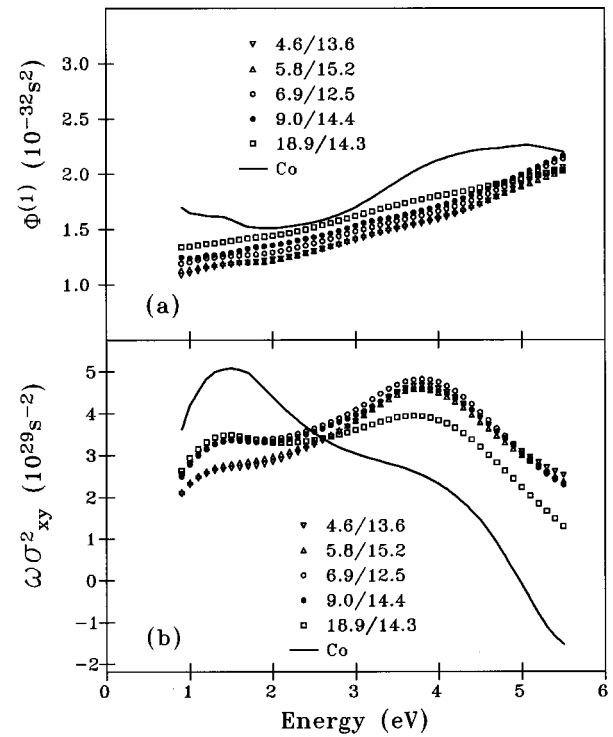 3.0
2.5
2.0
1.5
1.0
Φ(1) (10−32s2)
4.6/13.6
5.8/15.2
6.9/12.5
9.0/14.4
18.9/14.3
Co
(a)
5
4
3
2
1
0
−1
−2
ωσ2xy (1029s−2)
4.6/13.6
5.8/15.2
6.9/12.5
9.0/14.4
18.9/14.3
Co
(b)
0 1 2 3 4 5 6
Energy (eV)